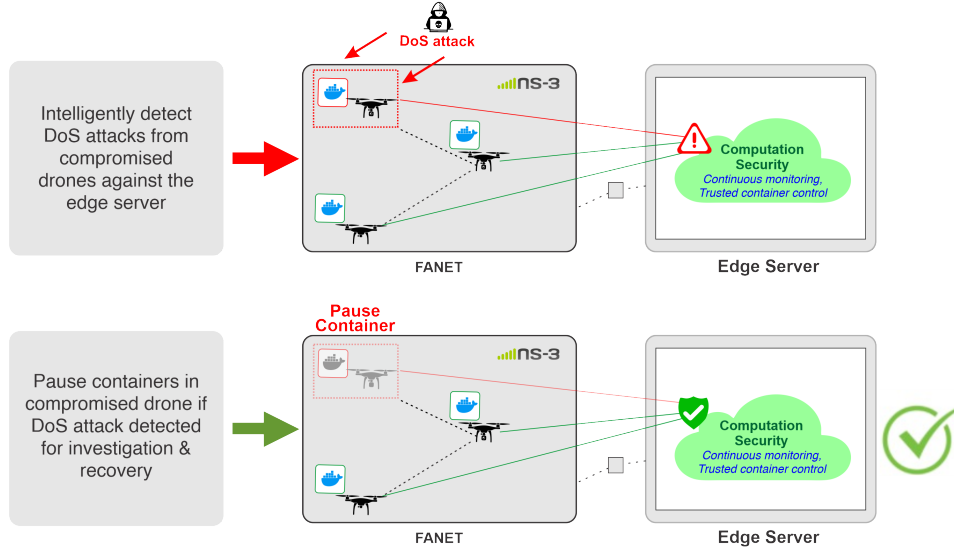 DoS attack
Intelligently detect
DoS attacks from
compromised
drones against the
edge server
ns-3
Computation
Security
Continuous monitoring,
Trusted container control
FANET
Edge Server
Pause
Container
Pause containers in
compromised drone if
DoS attack detected
for investigation &
recovery
ns-3
Computation
Security
Continuous monitoring,
Trusted container control
FANET
Edge Server